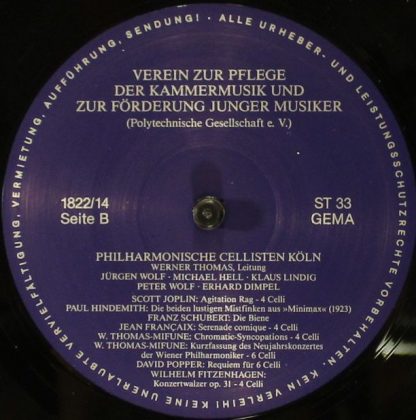 ALLE URHEBER- UND LEISTUNGSSCHUTZRECHTE VORBEHALTEN. KEIN VERLEIH! KEINE UNERLAUBTE VERVIELFÄLTIGUNG, VERMIETUNG, AUFFÜHRUNG, SENDUNG! ·
VEREIN ZUR PFLEGE
DER KAMMERMUSIK UND
ZUR FÖRDERUNG JUNGER MUSIKER
(Polytechnische Gesellschaft e. V.)
1822/14 ST 33
Seite B GEMA
PHILHARMONISCHE CELLISTEN KÖLN
WERNER THOMAS, Leitung
JÜRGEN WOLF · MICHAEL HELL · KLAUS LINDIG
PETER WOLF · ERHARD DIMPEL
SCOTT JOPLIN: Agitation Rag - 4 Celli
PAUL HINDEMITH: Die beiden lustigen Mistfinken aus »Minimax« (1923)
FRANZ SCHUBERT: Die Biene
JEAN FRANÇAIX: Serenade comique - 4 Celli
W. THOMAS-MIFUNE: Chromatic-Syncopations - 4 Celli
W. THOMAS-MIFUNE: Kurzfassung des Neujahrskonzertes
der Wiener Philharmoniker - 6 Celli
DAVID POPPER: Requiem für 6 Celli
WILHELM FITZENHAGEN:
Konzertwalzer op. 31 - 4 Celli